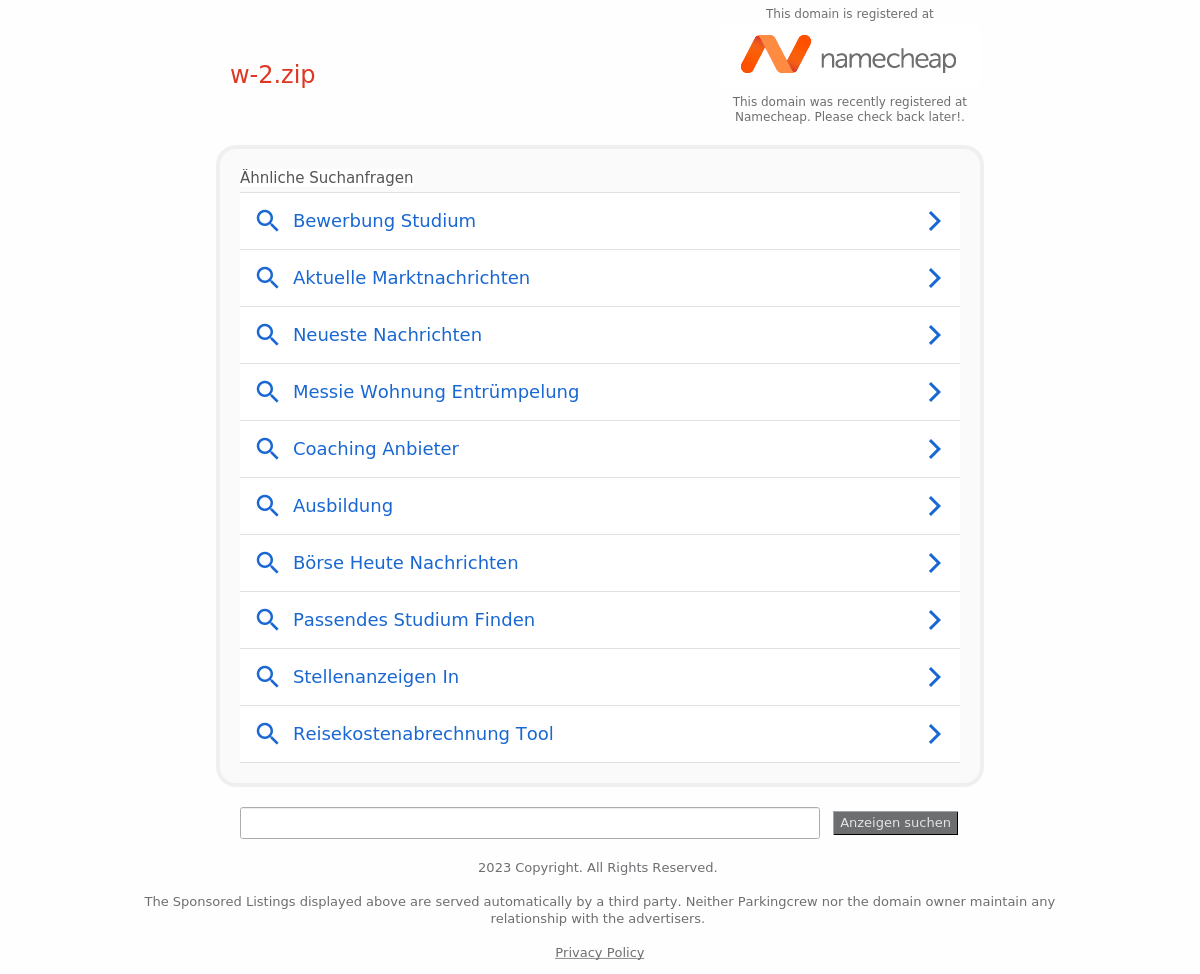 This domain is registered at
namecheap
w-2.zip
This domain was recently registered at
Namecheap. Please check back later!.
Ähnliche Suchanfragen
Bewerbung Studium
Aktuelle Marktnachrichten
Neueste Nachrichten
Messie Wohnung Entrümpelung
Coaching Anbieter
Ausbildung
Börse Heute Nachrichten
Passendes Studium Finden
Stellenanzeigen In
Reisekostenabrechnung Tool
Anzeigen suchen
2023 Copyright. All Rights Reserved.
The Sponsored Listings displayed above are served automatically by a third party. Neither Parkingcrew nor the domain owner maintain any
relationship with the advertisers.
Privacy Policy